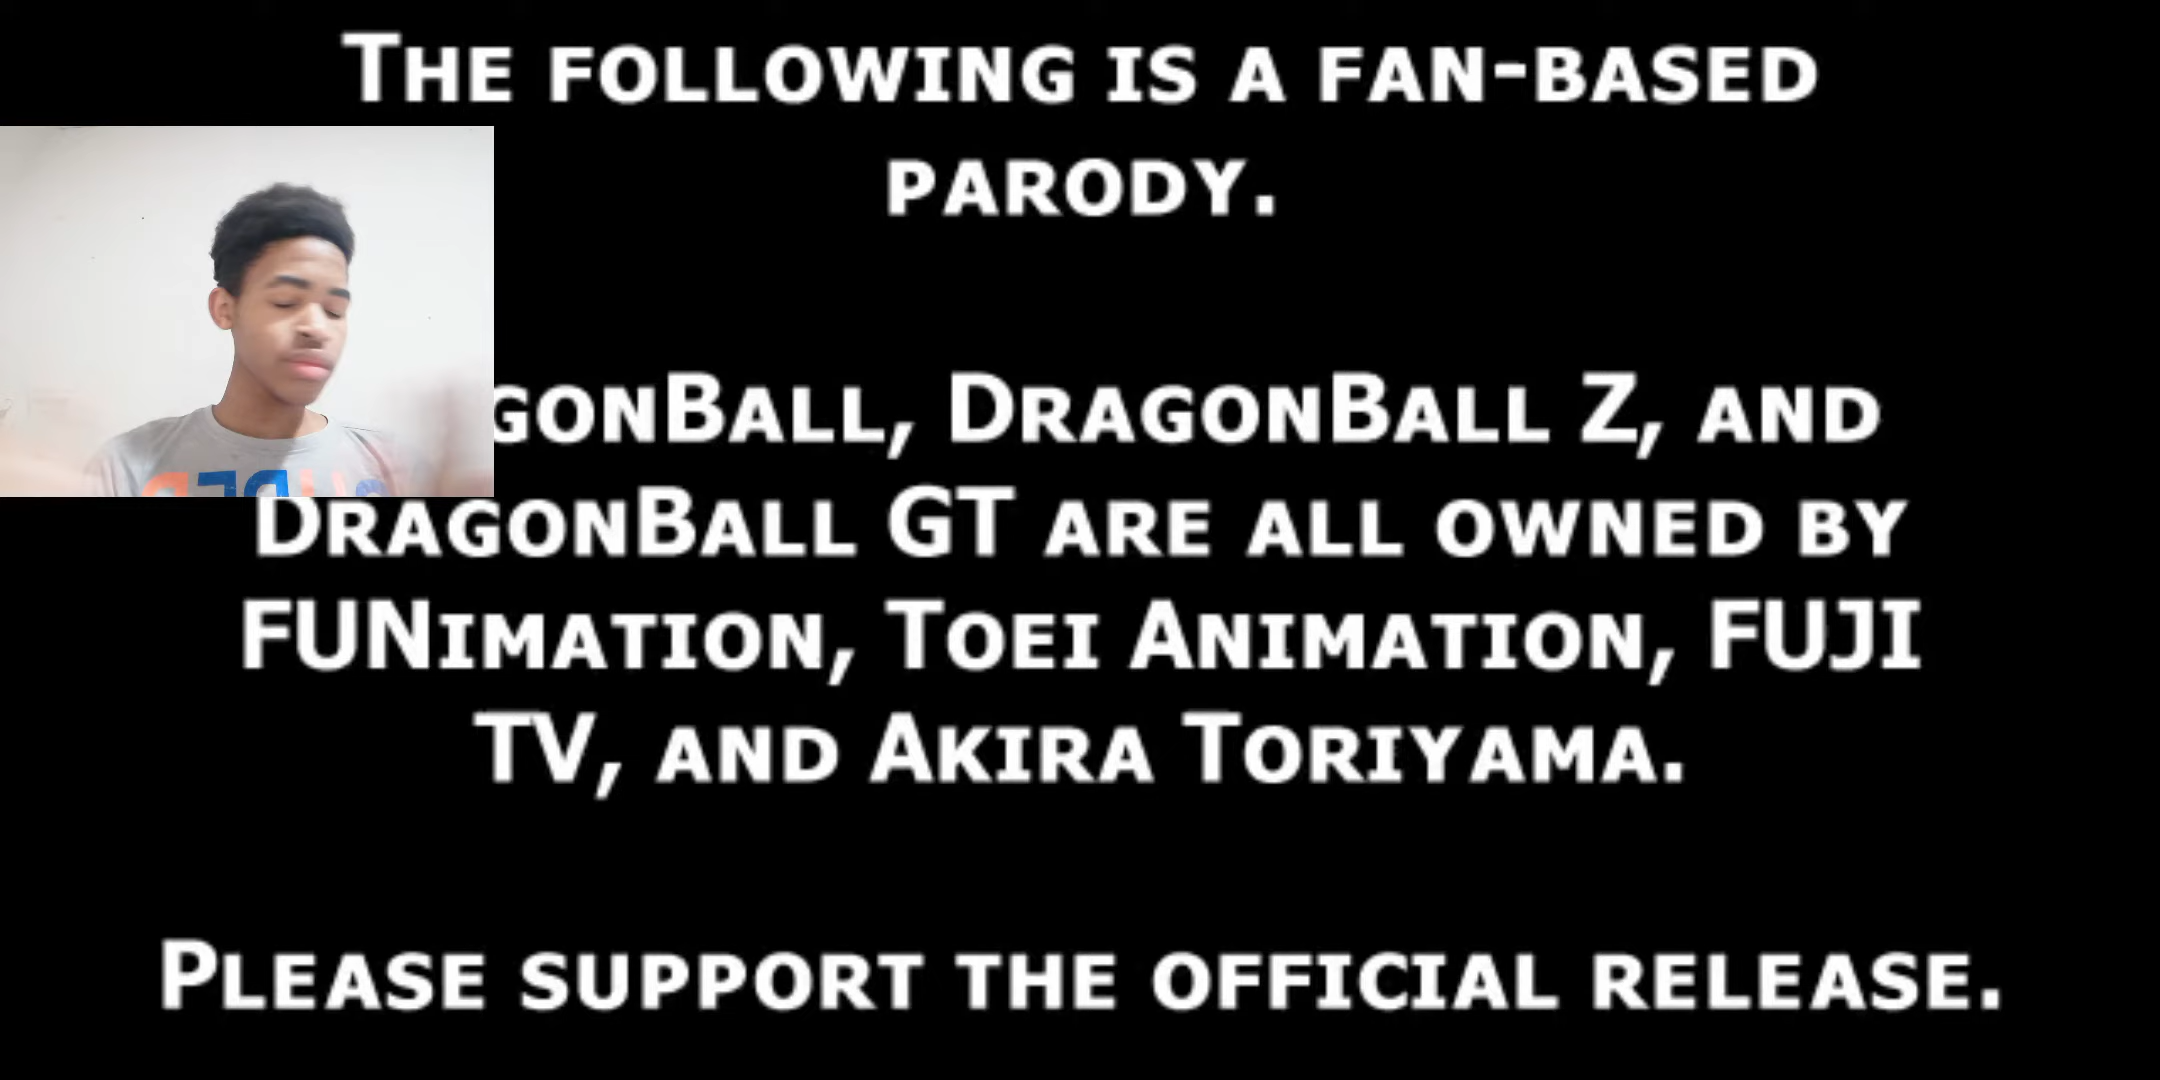 The following is a fan-based
parody.
gonBall, DragonBall Z, and
DragonBall GT are all owned by
FUNimation, Toei Animation, FUJI
TV, and Akira Toriyama.
Please support the official release.